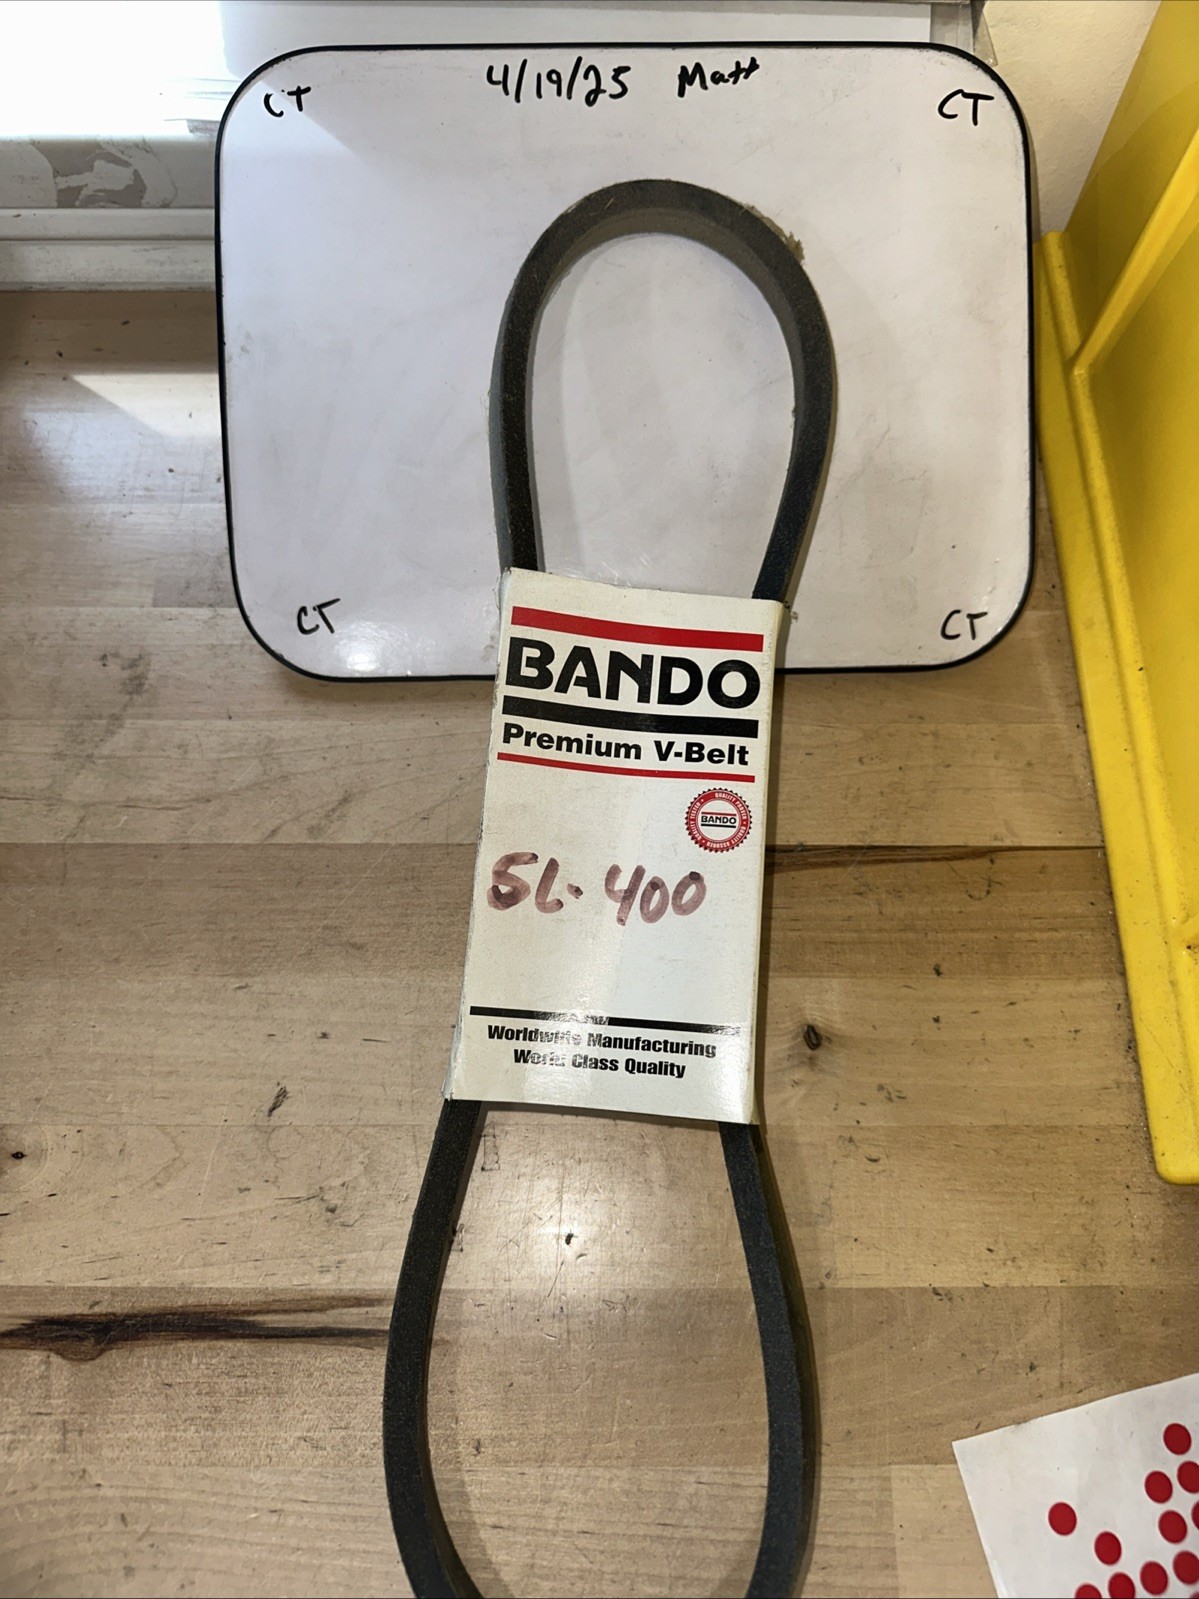 CT 4/19/25 Matt CT
CT CT
BANDO
Premium V-Belt
BANDO
5L-400
Worldwide Manufacturing
World Class Quality